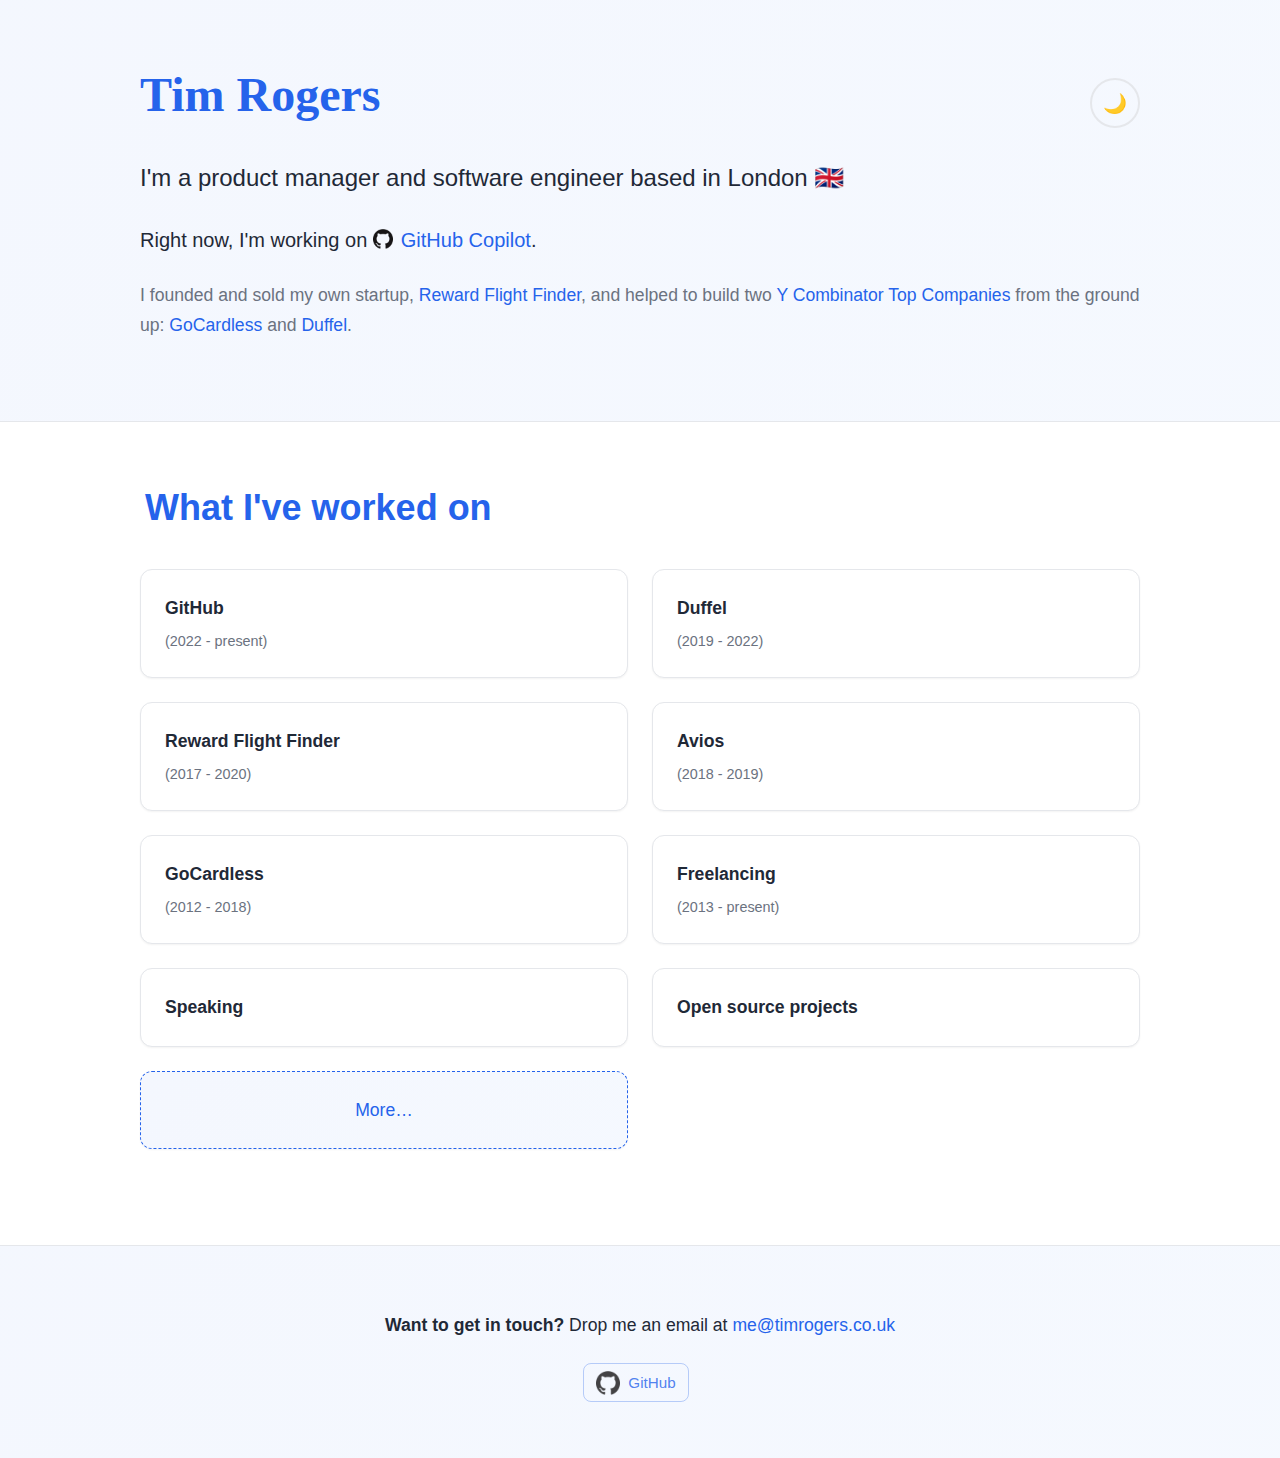 Tim Rogers
I'm a product manager and software engineer based in London 🇬🇧
Right now, I'm working on GitHub Copilot.
I founded and sold my own startup, Reward Flight Finder, and helped to build two Y Combinator Top Companies from the ground
up: GoCardless and Duffel.
What I've worked on
GitHub
(2022 - present)
Duffel
(2019 - 2022)
Reward Flight Finder
(2017 - 2020)
Avios
(2018 - 2019)
GoCardless
(2012 - 2018)
Freelancing
(2013 - present)
Speaking
Open source projects
More…
Want to get in touch? Drop me an email at me@timrogers.co.uk
GitHub